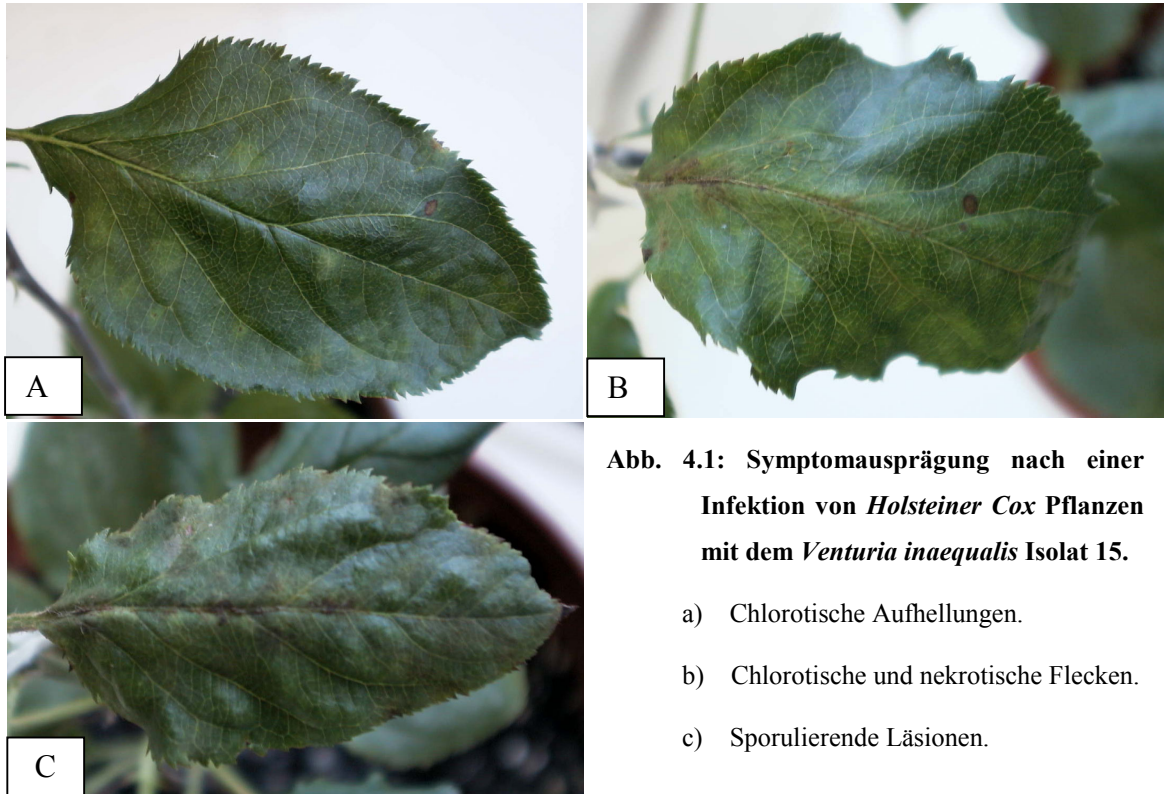 A
B
C
Abb. 4.1: Symptomausprägung nach einer
Infektion von Holsteiner Cox Pflanzen
mit dem Venturia inaequalis Isolat 15.
a) Chlorotische Aufhellungen.
b) Chlorotische und nekrotische Flecken.
c) Sporulierende Läsionen.